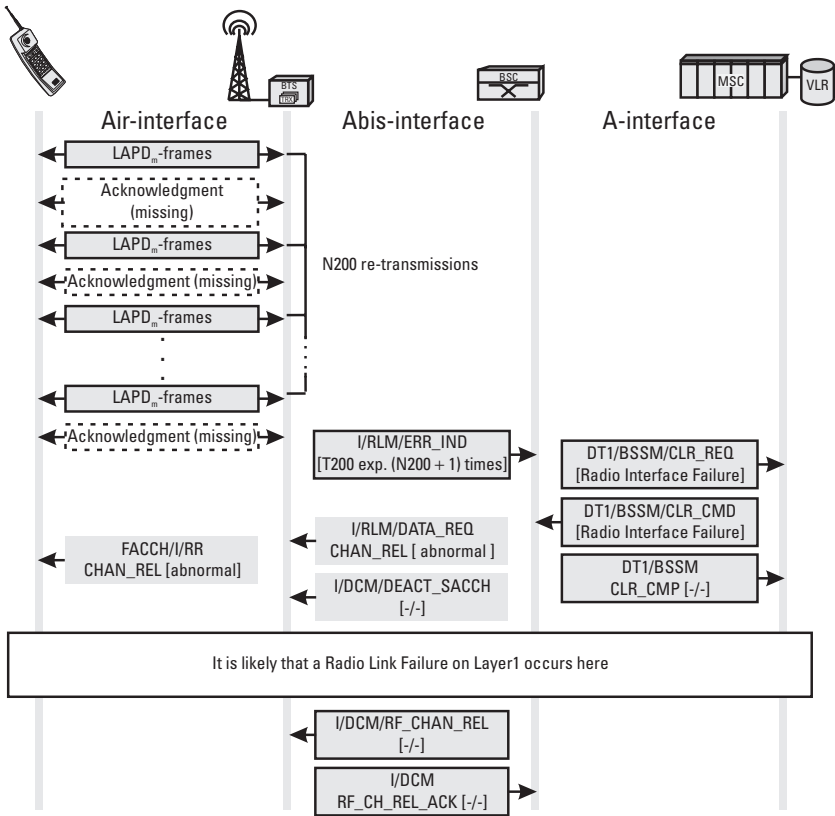 BTS
TRX
BSC
MSC
VLR
Air-interface
Abis-interface
A-interface
LAPDm-frames
Acknowledgment
(missing)
LAPDm-frames
N200 re-transmissions
Acknowledgment (missing)
LAPDm-frames
.
.
.
LAPDm-frames
Acknowledgment (missing)
I/RLM/ERR_IND
[T200 exp. (N200 + 1) times]
DT1/BSSM/CLR_REQ
[Radio Interface Failure]
DT1/BSSM/CLR_CMD
[Radio Interface Failure]
I/RLM/DATA_REQ
CHAN_REL [ abnormal ]
FACCH/I/RR
CHAN_REL [abnormal]
DT1/BSSM
CLR_CMP [-/-]
I/DCM/DEACT_SACCH
[-/-]
It is likely that a Radio Link Failure on Layer1 occurs here
I/DCM/RF_CHAN_REL
[-/-]
I/DCM
RF_CH_REL_ACK [-/-]